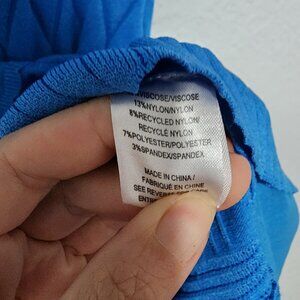 VISCOSE/VISCOSE
13%NYLON/NYLON
8%RECYCLED NYLON/
RECYCLÉ NYLON
7%POLYESTER/POLYESTER
3%SPANDEX/SPANDEX
MADE IN CHINA/
FABRIQUÉ EN CHINE
SEE REVERSE FOR CARE